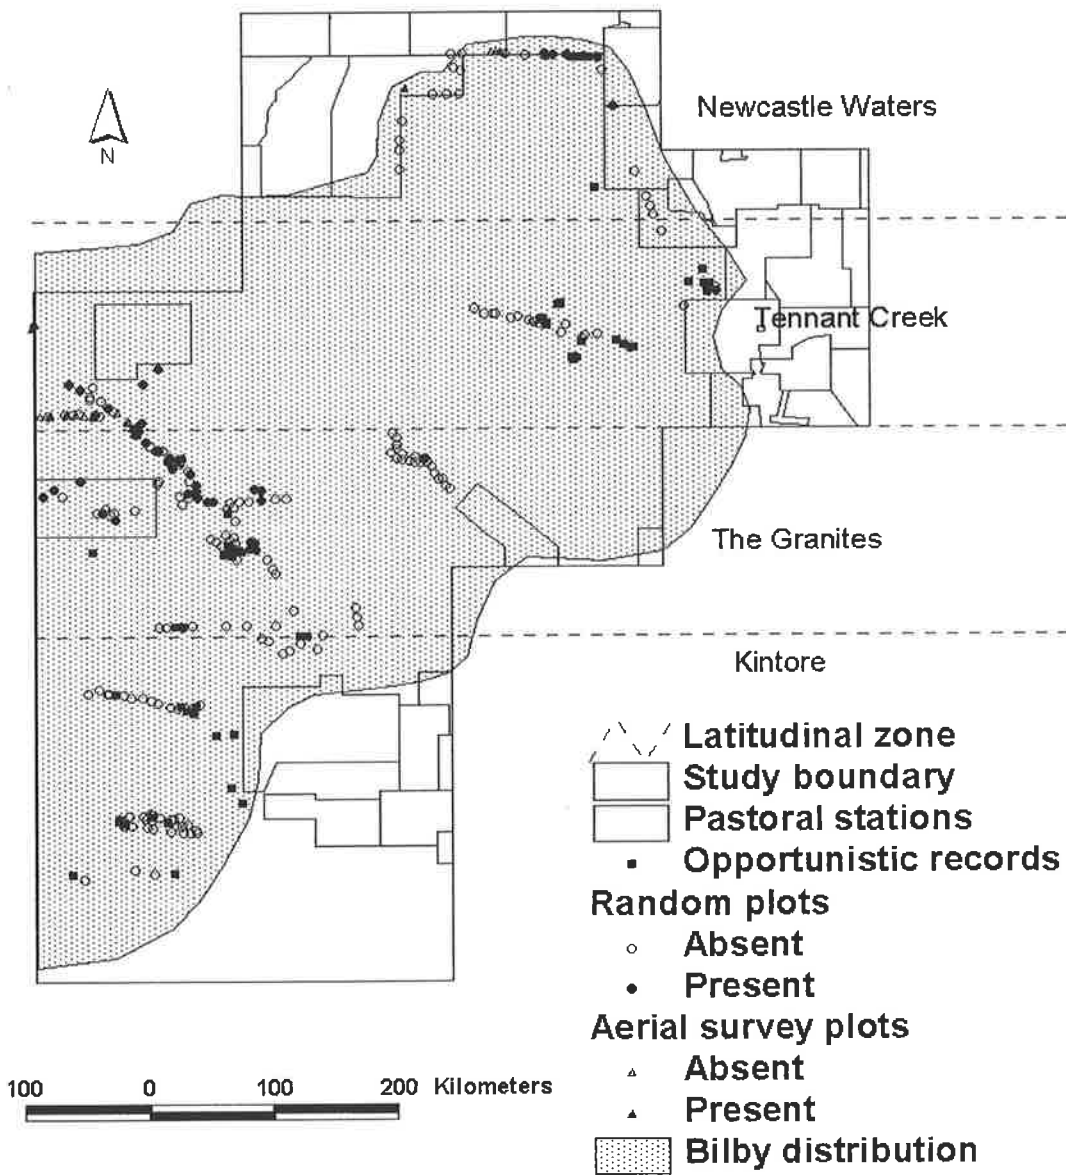 N
Newcastle Waters
Tennant Creek
The Granites
Kintore
Latitudinal zone
Study boundary
Pastoral stations
Opportunistic records
Random plots
Absent
Present
Aerial survey plots
Absent
Present
Bilby distribution
100 0 100 200 Kilometers